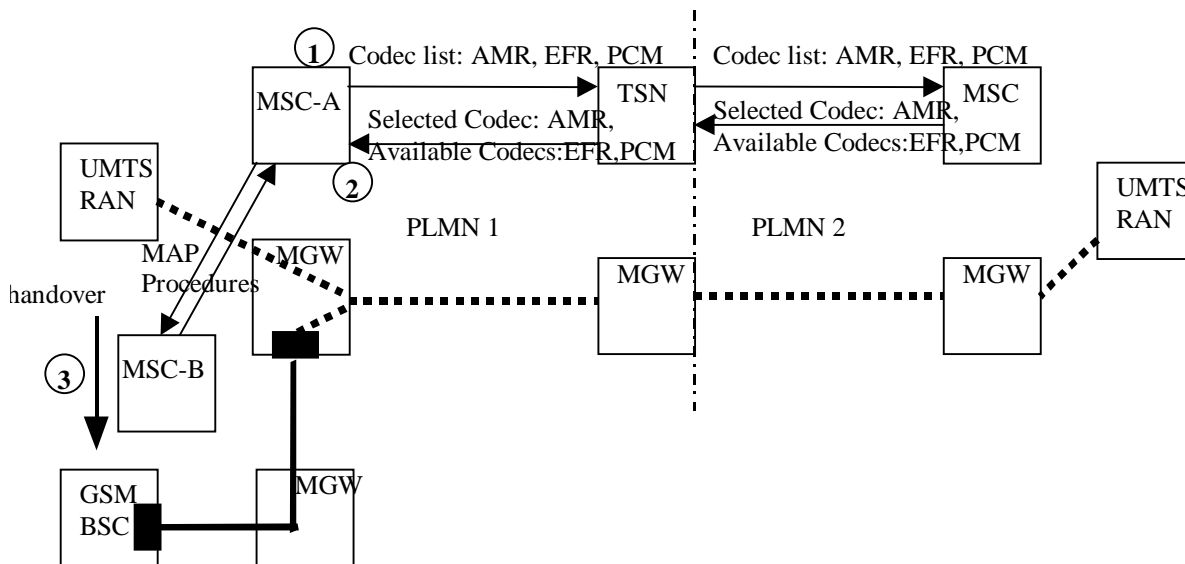 1
Codec list: AMR, EFR, PCM
Codec list: AMR, EFR, PCM
MSC-A
TSN
MSC
Selected Codec: AMR,
Available Codecs:EFR,PCM
Selected Codec: AMR,
Available Codecs:EFR,PCM
2
UMTS
RAN
UMTS
RAN
PLMN 1
PLMN 2
MAP
Procedures
MGW
MGW
MGW
handover
3
MSC-B
GSM
BSC
MGW